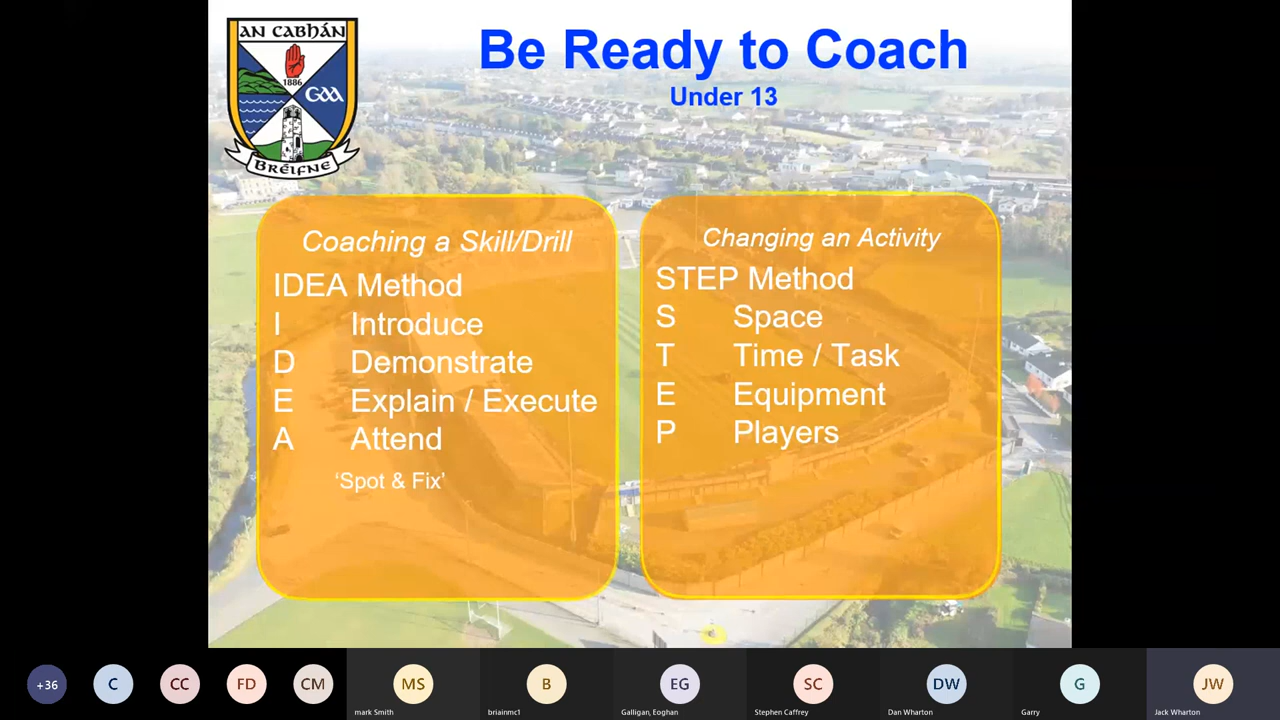 AN CABHÁN
1886
GAA
BRÉIFNE
Be Ready to Coach
Under 13
Coaching a Skill/Drill
IDEA Method
I Introduce
D Demonstrate
E Explain / Execute
A Attend
‘Spot & Fix’
Changing an Activity
STEP Method
S Space
T Time / Task
E Equipment
P Players
+36
C
CC
FD
CM
MS
mark Smith
B
briainmc1
EG
Galligan, Eoghan
SC
Stephen Caffrey
DW
Dan Wharton
G
Garry
JW
Jack Wharton